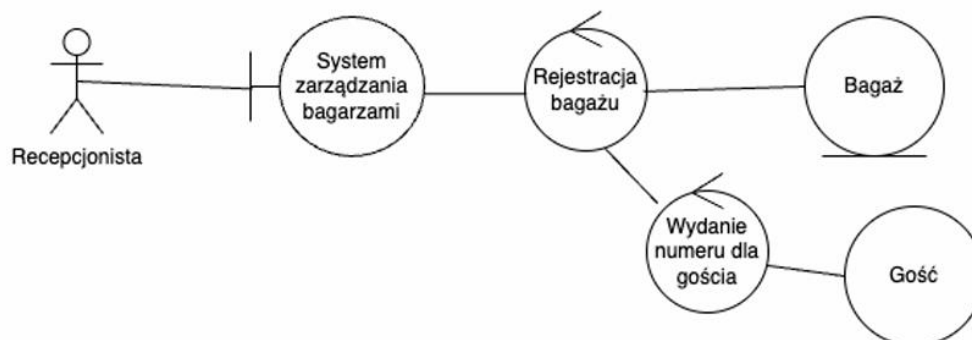 Recepcjonista
System
zarządzania
bagarzami
Rejestracja
bagażu
Bagaż
Wydanie
numeru dla
gościa
Gość